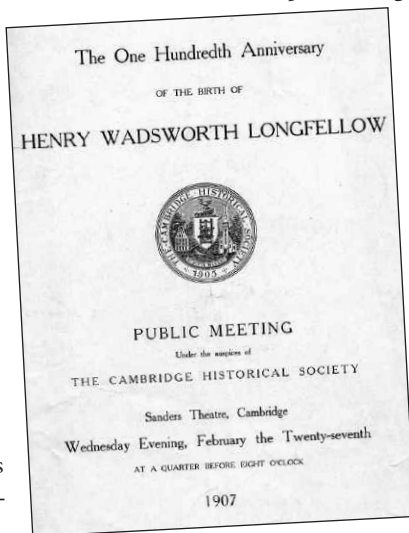 The One Hundredth Anniversary
OF THE BIRTH OF
HENRY WADSWORTH LONGFELLOW
THE CAMBRIDGE HISTORICAL SOCIETY
1905
PUBLIC MEETING
Under the auspices of
THE CAMBRIDGE HISTORICAL SOCIETY
Sanders Theatre, Cambridge
Wednesday Evening, February the Twenty-seventh
AT A QUARTER BEFORE EIGHT O'CLOCK
1907
s
-